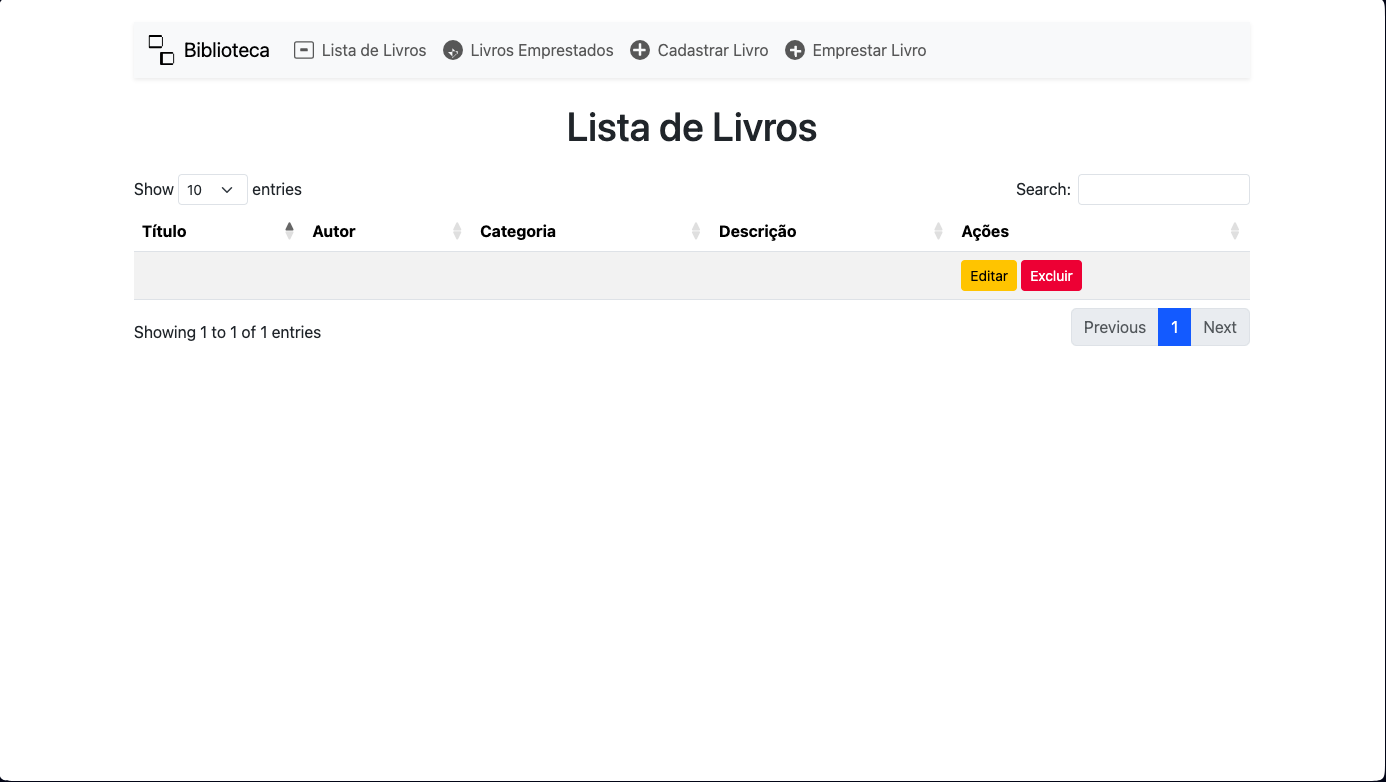 Biblioteca Lista de Livros Livros Emprestados Cadastrar Livro Emprestar Livro
Lista de Livros
Show 10 entries Search:
Título Autor Categoria Descrição Ações
Editar Excluir
Showing 1 to 1 of 1 entries Previous 1 Next